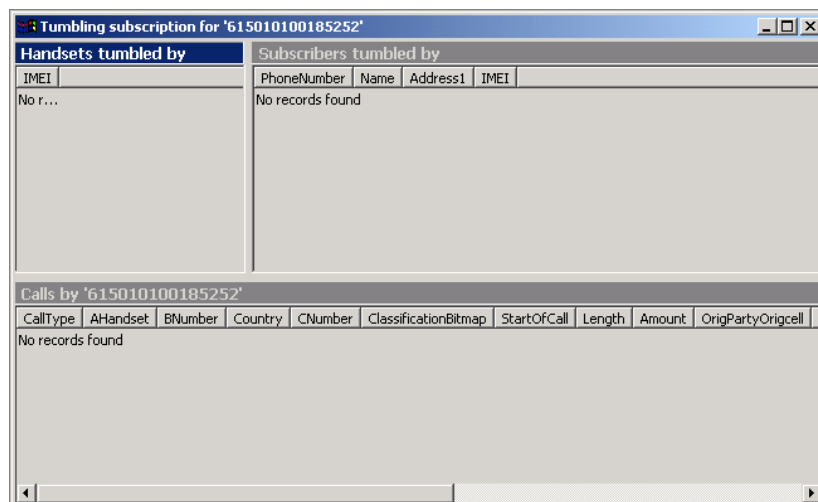 Tumbling subscription for '615010100185252'
Handsets tumbled by
Subscribers tumbled by
IMEI
PhoneNumber Name Address1 IMEI
No r...
No records found
Calls by '615010100185252'
CallType AHandset BNumber Country CNumber ClassificationBitmap StartOfCall Length Amount OrigPartyOrigcell
No records found